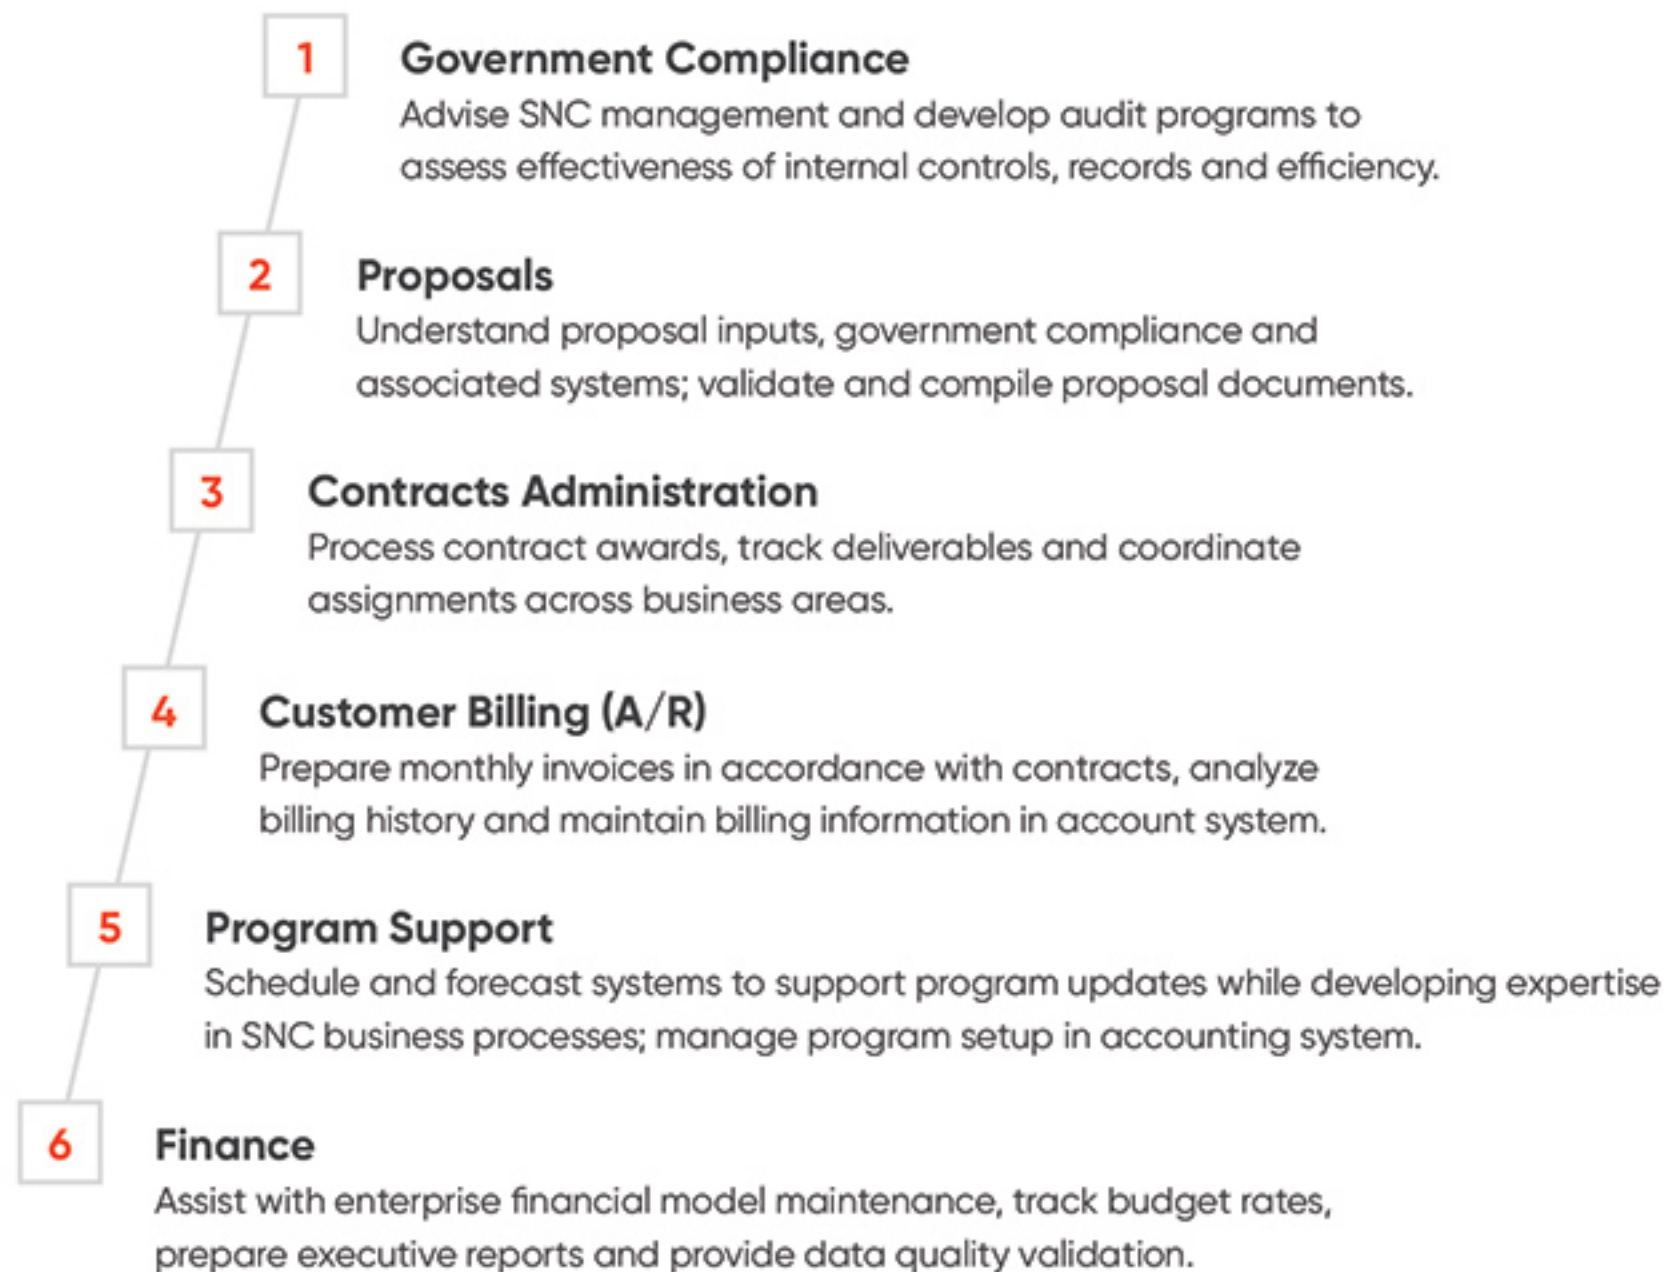 1
Government Compliance
Advise SNC management and develop audit programs to
assess effectiveness of internal controls, records and efficiency.
2
Proposals
Understand proposal inputs, government compliance and
associated systems; validate and compile proposal documents.
3
Contracts Administration
Process contract awards, track deliverables and coordinate
assignments across business areas.
4
Customer Billing (A/R)
Prepare monthly invoices in accordance with contracts, analyze
billing history and maintain billing information in account system.
5
Program Support
Schedule and forecast systems to support program updates while developing expertise
in SNC business processes; manage program setup in accounting system.
6
Finance
Assist with enterprise financial model maintenance, track budget rates,
prepare executive reports and provide data quality validation.